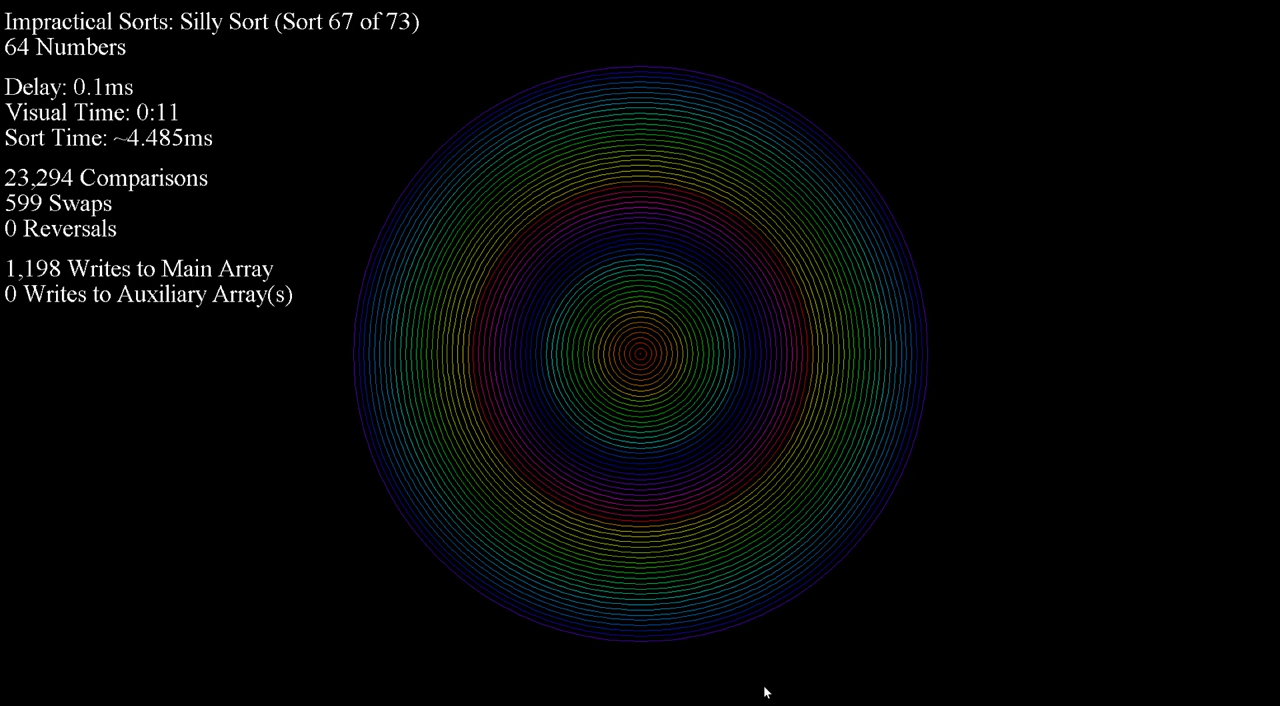 Impractical Sorts: Silly Sort (Sort 67 of 73)
64 Numbers
Delay: 0.1ms
Visual Time: 0:11
Sort Time: ~4.485ms
23,294 Comparisons
599 Swaps
0 Reversals
1,198 Writes to Main Array
0 Writes to Auxiliary Array(s)